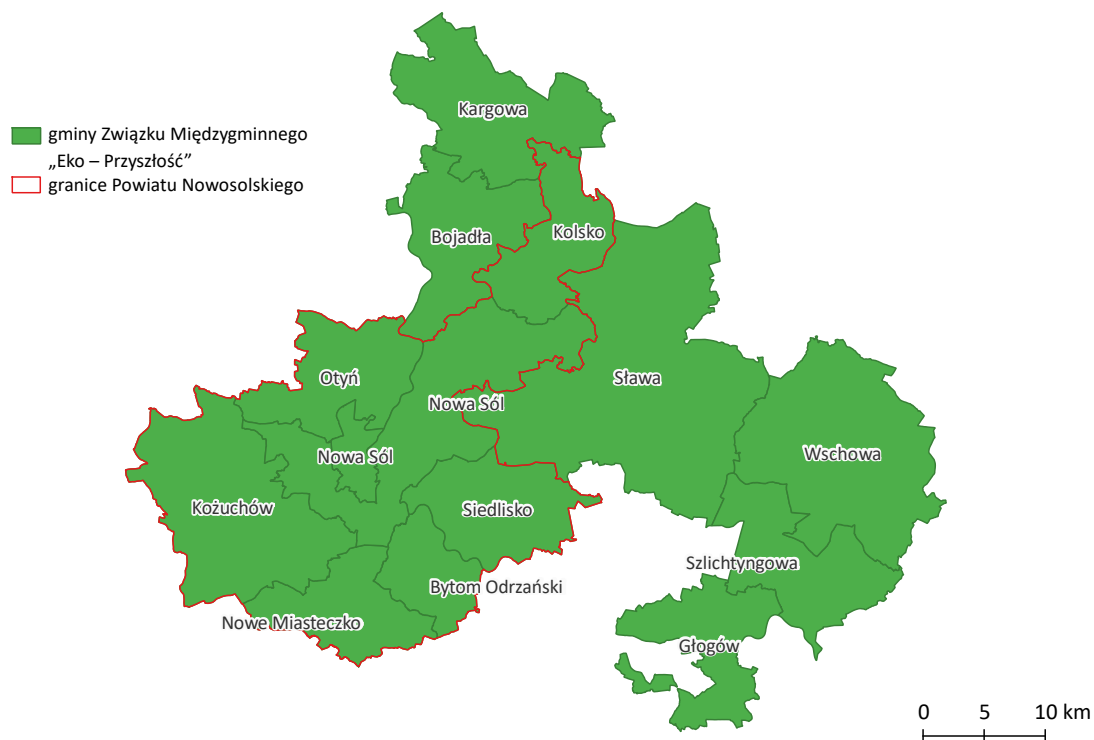 Kargowa
gminy Związku Międzygminnego
„Eko – Przyszłość”
granice Powiatu Nowosolskiego
Bojadła
Kolsko
Otyń
Sława
Nowa Sól
Wschowa
Nowa Sól
Kożuchów
Siedlisko
Szlichtyngowa
Bytom Odrzański
Nowe Miasteczko
Głogów
0 5 10 km